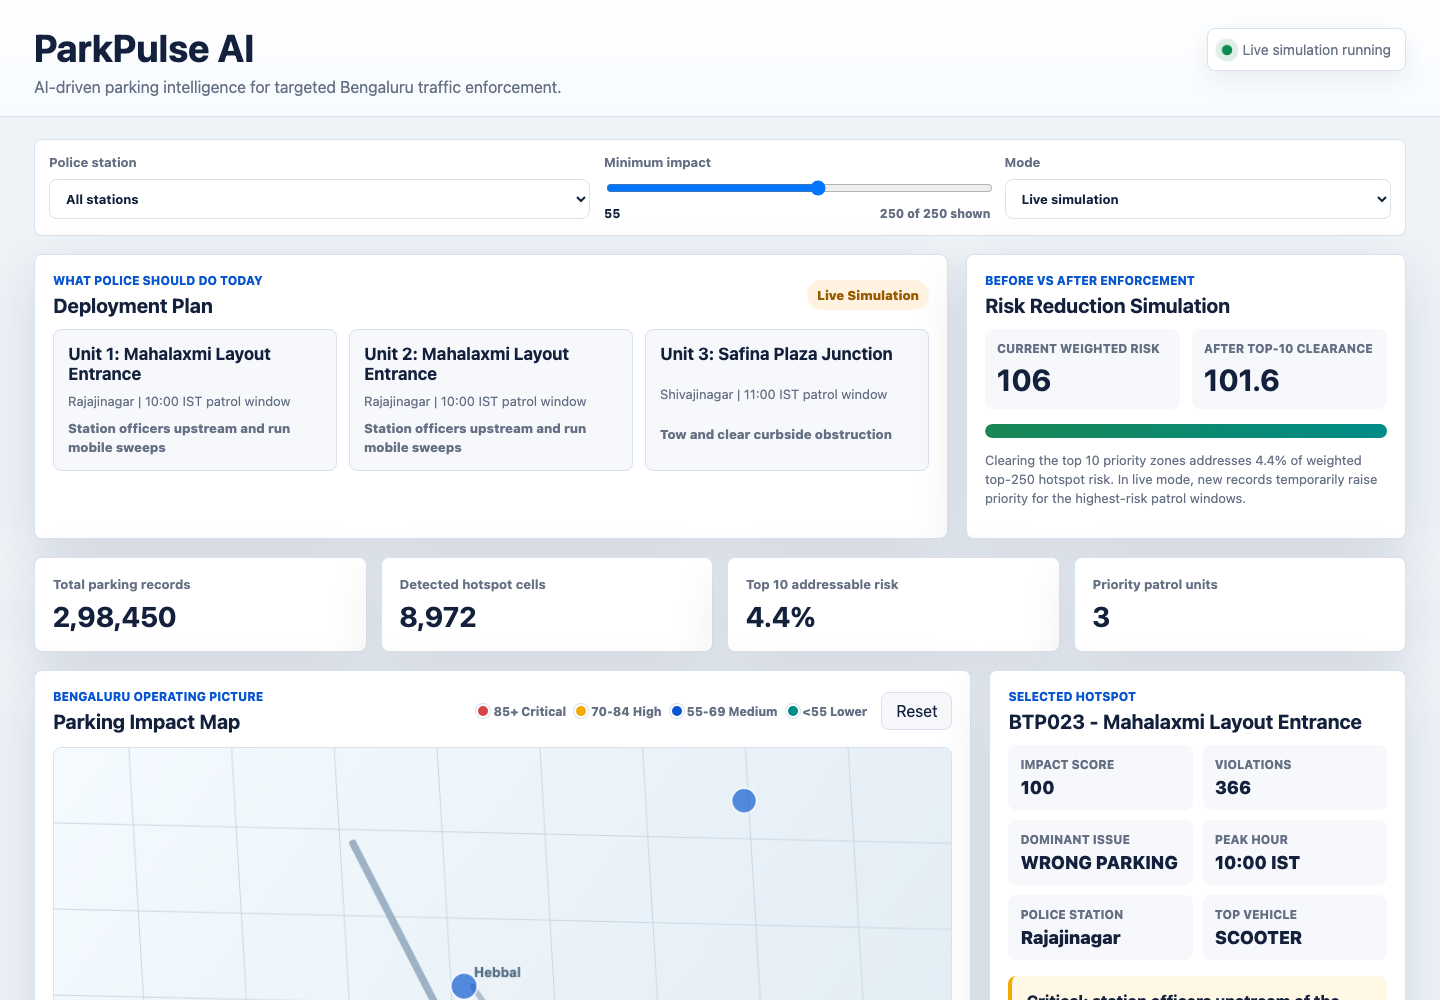 ParkPulse AI
AI-driven parking intelligence for targeted Bengaluru traffic enforcement.
Live simulation running
Police station
All stations
Minimum impact
55
250 of 250 shown
Mode
Live simulation
WHAT POLICE SHOULD DO TODAY
Deployment Plan
Live Simulation
Unit 1: Mahalaxmi Layout
Entrance
Rajajinagar | 10:00 IST patrol window
Station officers upstream and run
mobile sweeps
Unit 2: Mahalaxmi Layout
Entrance
Rajajinagar | 10:00 IST patrol window
Station officers upstream and run
mobile sweeps
Unit 3: Safina Plaza Junction
Shivajinagar | 11:00 IST patrol window
Tow and clear curbside obstruction
BEFORE VS AFTER ENFORCEMENT
Risk Reduction Simulation
CURRENT WEIGHTED RISK
106
AFTER TOP-10 CLEARANCE
101.6
Clearing the top 10 priority zones addresses 4.4% of weighted
top-250 hotspot risk. In live mode, new records temporarily raise
priority for the highest-risk patrol windows.
Total parking records
2,98,450
Detected hotspot cells
8,972
Top 10 addressable risk
4.4%
Priority patrol units
3
BENGALURU OPERATING PICTURE
Parking Impact Map
85+ Critical
70-84 High
55-69 Medium
<55 Lower
Reset
Hebbal
SELECTED HOTSPOT
BTP023 - Mahalaxmi Layout Entrance
IMPACT SCORE
100
VIOLATIONS
366
DOMINANT ISSUE
WRONG PARKING
PEAK HOUR
10:00 IST
POLICE STATION
Rajajinagar
TOP VEHICLE
SCOOTER
Critical: station officers upstream of the